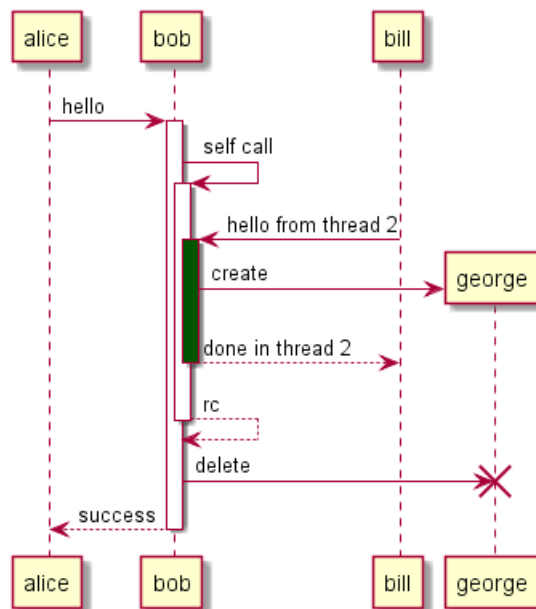 alice
bob
bill
hello
self call
hello from thread 2
create
george
done in thread 2
rc
delete
success
alice
bob
bill
george